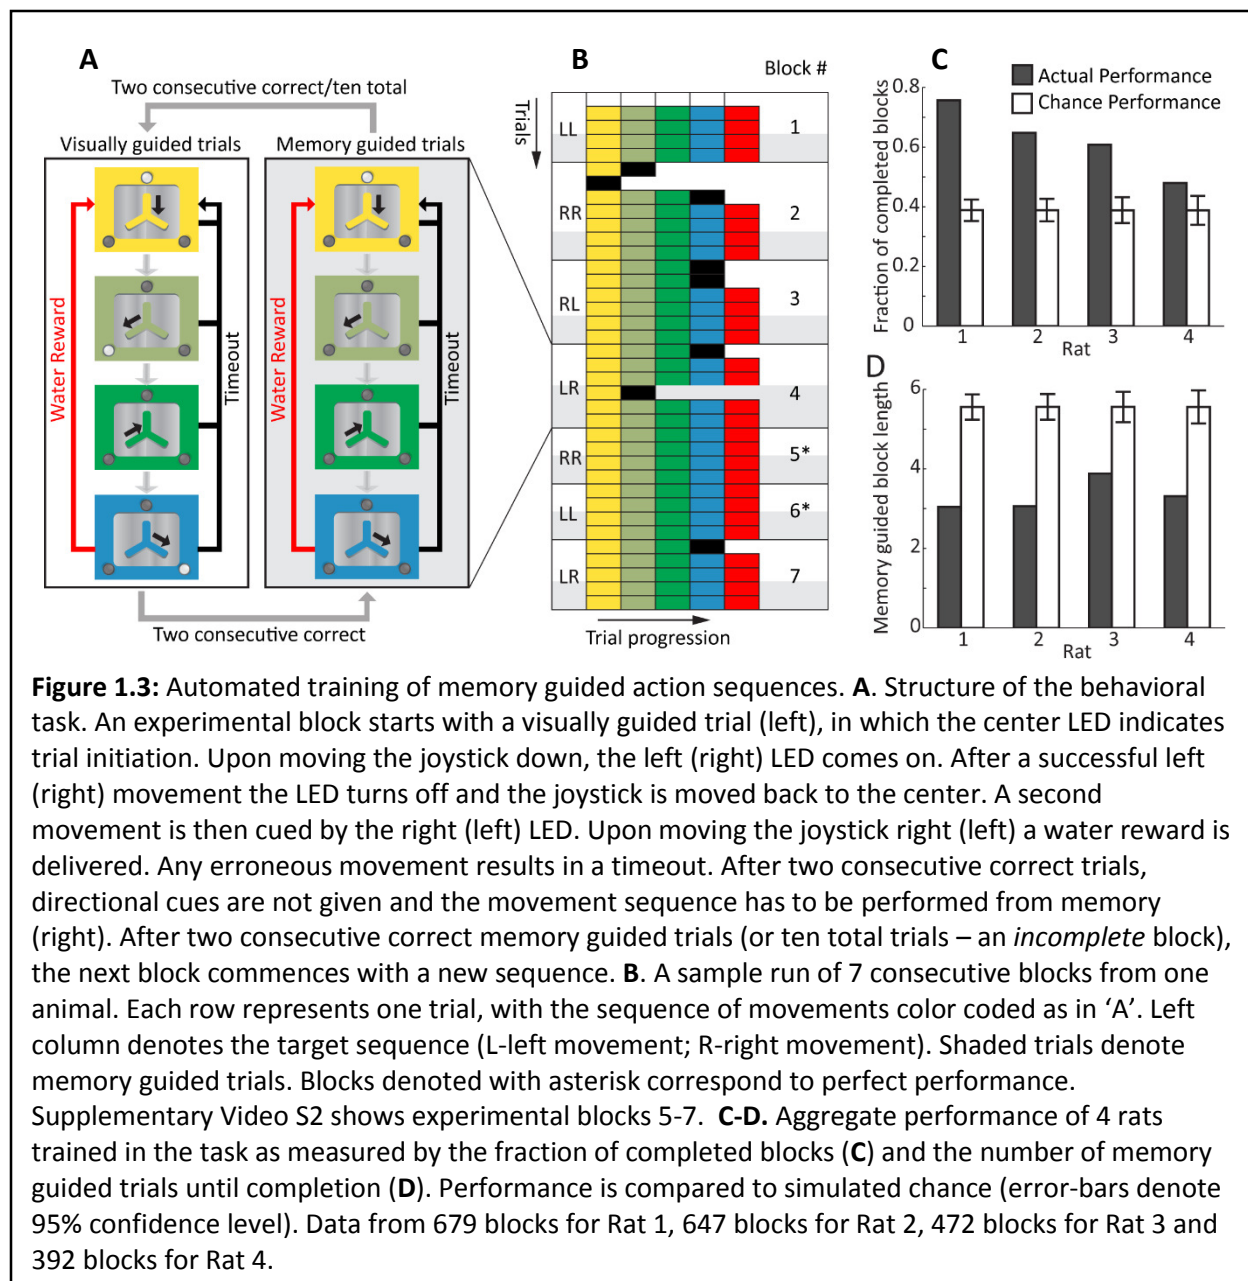 A
Two consecutive correct/ten total
Visually guided trials
Memory guided trials
Water Reward
Timeout
Water Reward
Timeout
Two consecutive correct
B
Block #
Trials
LL
1
RR
2
RL
3
LR
4
RR
5*
LL
6*
LR
7
Trial progression
C
Actual Performance
Chance Performance
Fraction of completed blocks
0.8
0.6
0.4
0.2
0
1
2
3
4
Rat
D
Memory guided block length
6
4
2
0
1
2
3
4
Rat
Figure 1.3: Automated training of memory guided action sequences. A. Structure of the behavioral
task. An experimental block starts with a visually guided trial (left), in which the center LED indicates
trial initiation. Upon moving the joystick down, the left (right) LED comes on. After a successful left
(right) movement the LED turns off and the joystick is moved back to the center. A second
movement is then cued by the right (left) LED. Upon moving the joystick right (left) a water reward is
delivered. Any erroneous movement results in a timeout. After two consecutive correct trials,
directional cues are not given and the movement sequence has to be performed from memory
(right). After two consecutive correct memory guided trials (or ten total trials – an incomplete block),
the next block commences with a new sequence. B. A sample run of 7 consecutive blocks from one
animal. Each row represents one trial, with the sequence of movements color coded as in ‘A’. Left
column denotes the target sequence (L-left movement; R-right movement). Shaded trials denote
memory guided trials. Blocks denoted with asterisk correspond to perfect performance.
Supplementary Video S2 shows experimental blocks 5-7. C-D. Aggregate performance of 4 rats
trained in the task as measured by the fraction of completed blocks (C) and the number of memory
guided trials until completion (D). Performance is compared to simulated chance (error-bars denote
95% confidence level). Data from 679 blocks for Rat 1, 647 blocks for Rat 2, 472 blocks for Rat 3 and
392 blocks for Rat 4.